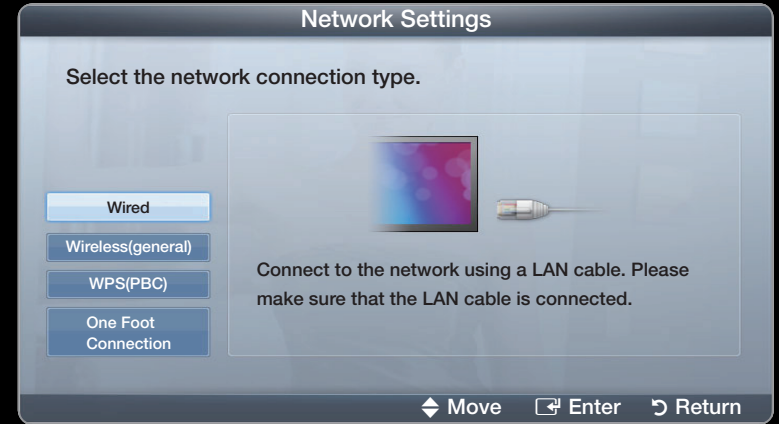 Network Settings
Select the network connection type.
Wired
Wireless(general)
WPS(PBC)
One Foot
Connection
Connect to the network using a LAN cable. Please
make sure that the LAN cable is connected.
Move Enter Return